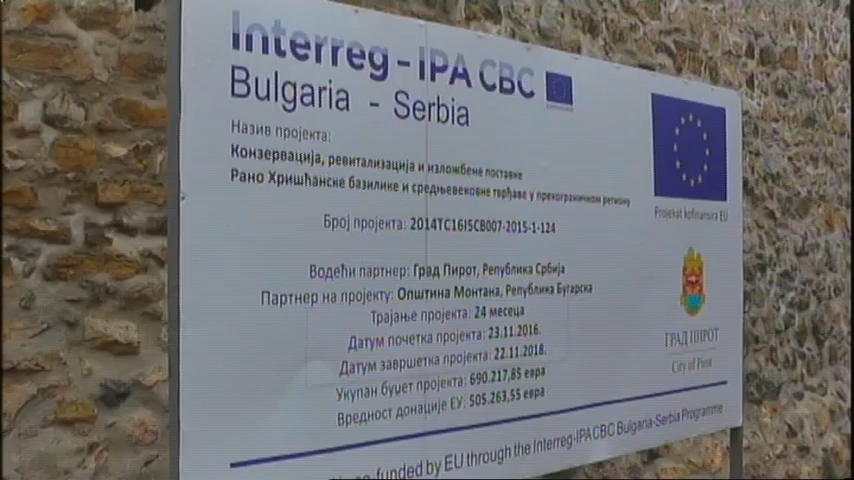 Interreg - IPA CBC
Bulgaria - Serbia
Назив пројекта:
Конзервација, ревитализација и изложбене поставке
Рано Хришћанске базилике и средњевековне тврђаве у прекограничном региону
Број пројекта: 2014TC16I5CB007-2015-1-124
Projekat kofinansira EU
Водећи партнер: Град Пирот, Република Србија
Партнер на пројекту: Општина Монтана, Република Бугарска
Трајање пројекта: 24 месеца
Датум почетка пројекта: 23.11.2016.
Датум завршетка пројекта: 22.11.2018.
Укупан буџет пројекта: 690.217,85 евра
Вредност донације ЕУ: 505.263,55 евра
ГРАД ПИРОТ
City of Pirot
co-funded by EU through the Interreg-IPA CBC Bulgaria-Serbia Programme